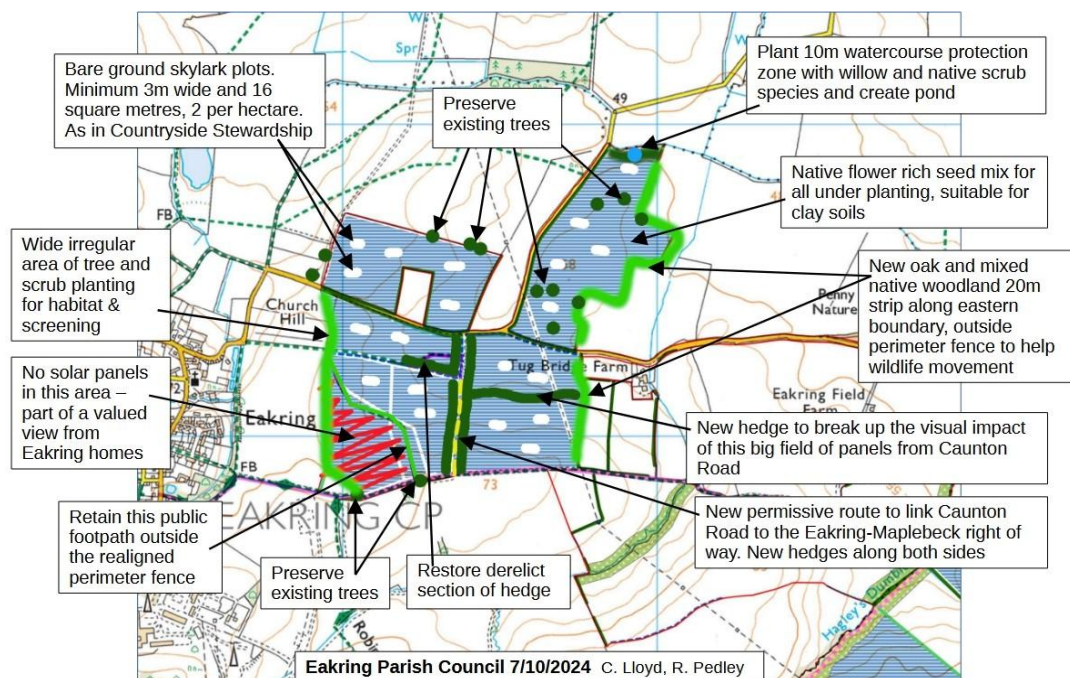 Bare ground skylark plots.
Minimum 3m wide and 16
square metres, 2 per hectare.
As in Countryside Stewardship
Preserve
existing trees
Plant 10m watercourse protection
zone with willow and native scrub
species and create pond
Native flower rich seed mix for
all under planting, suitable for
clay soils
Wide irregular
area of tree and
scrub planting
for habitat &
screening
New oak and mixed
native woodland 20m
strip along eastern
boundary, outside
perimeter fence to help
wildlife movement
No solar panels
in this area –
part of a valued
view from
Eakring homes
New hedge to break up the visual impact
of this big field of panels from Caunton
Road
New permissive route to link Caunton
Road to the Eakring-Maplebeck right of
way. New hedges along both sides
Retain this public
footpath outside
the realigned
perimeter fence
Preserve
existing trees
Restore derelict
section of hedge
W
Spr
49
FB
Church
Hill
Penny
Nature
Tug Bridge Farm
Eakring Field
Farm
Eakring
FB
73
EAKRING CP
Robin
Hagley's Dumble
Eakring Parish Council 7/10/2024 C. Lloyd, R. Pedley